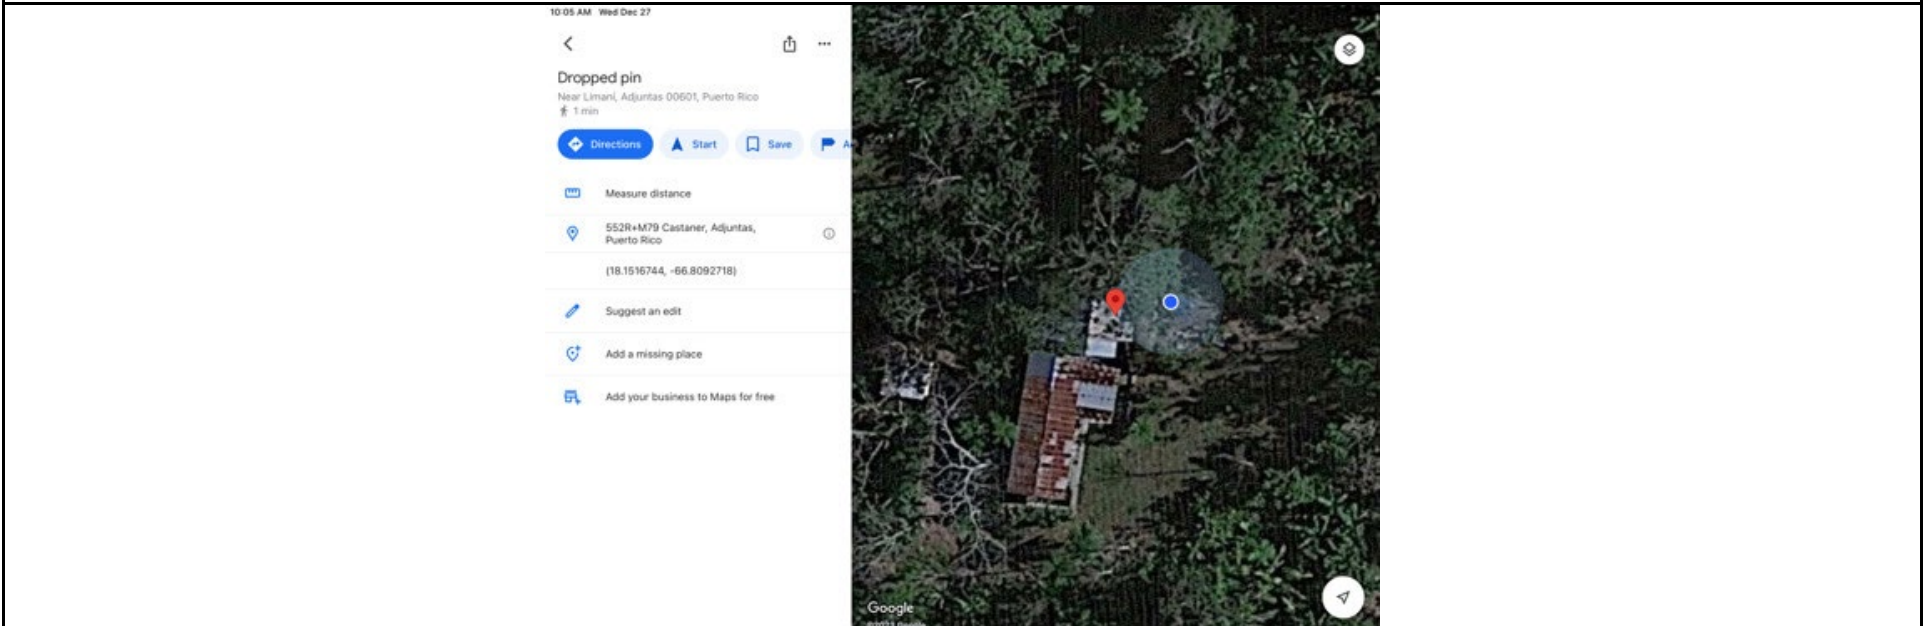 10:05 AM Wed Dec 27
Dropped pin
Near Limaní, Adjuntas 00601, Puerto Rico
1 min
Directions
Start
Save
Measure distance
552R+M79 Castaner, Adjuntas,
Puerto Rico
(18.1516744, -66.8092718)
Suggest an edit
Add a missing place
Add your business to Maps for free
Google